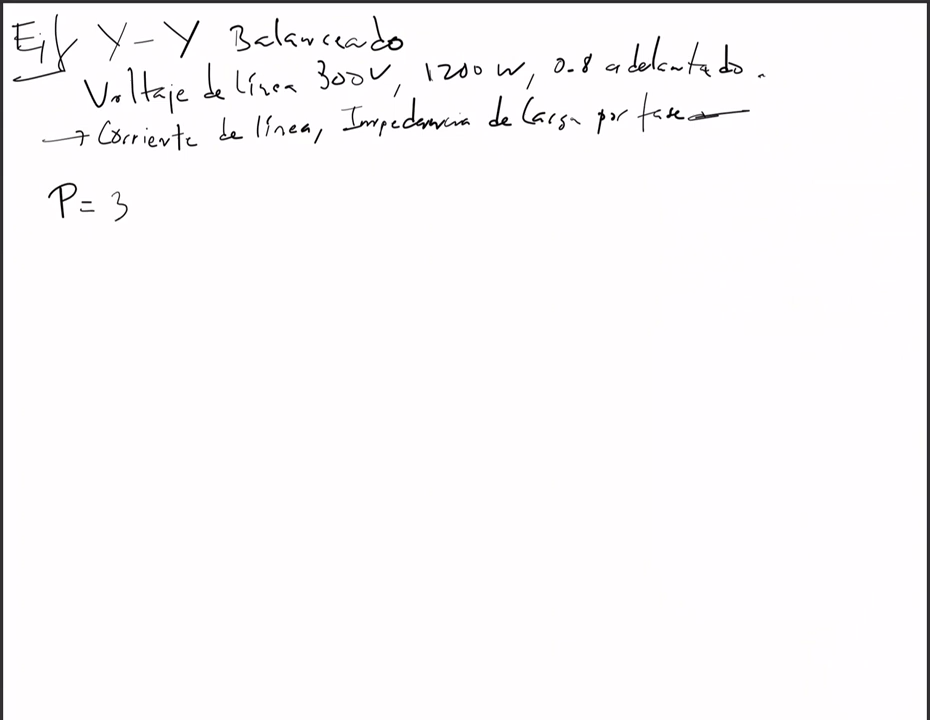 Ej/ Y-Y Balanceado
Voltaje de línea 300V, 1200 W, 0.8 adelantado.
→ Corriente de línea, Impedancia de Carga por fase
P= 3